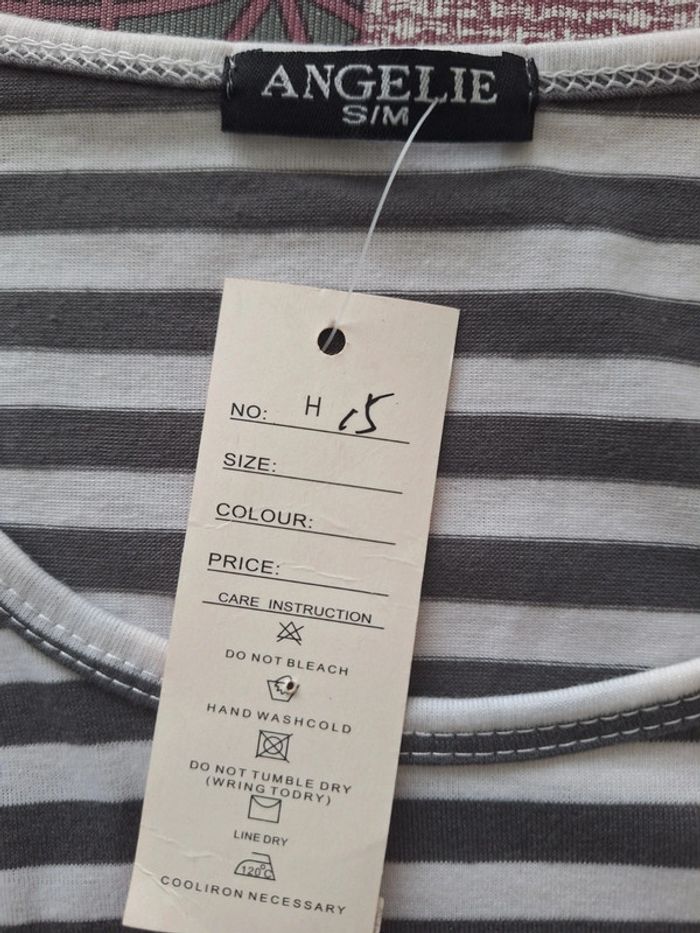 ANGELIE
S/M
NO: H 15
SIZE:
COLOUR:
PRICE:
CARE INSTRUCTION
DO NOT BLEACH
HAND WASHCOLD
DO NOT TUMBLE DRY
(WRING TODRY)
LINE DRY
120°C
COOLIRON NECESSARY